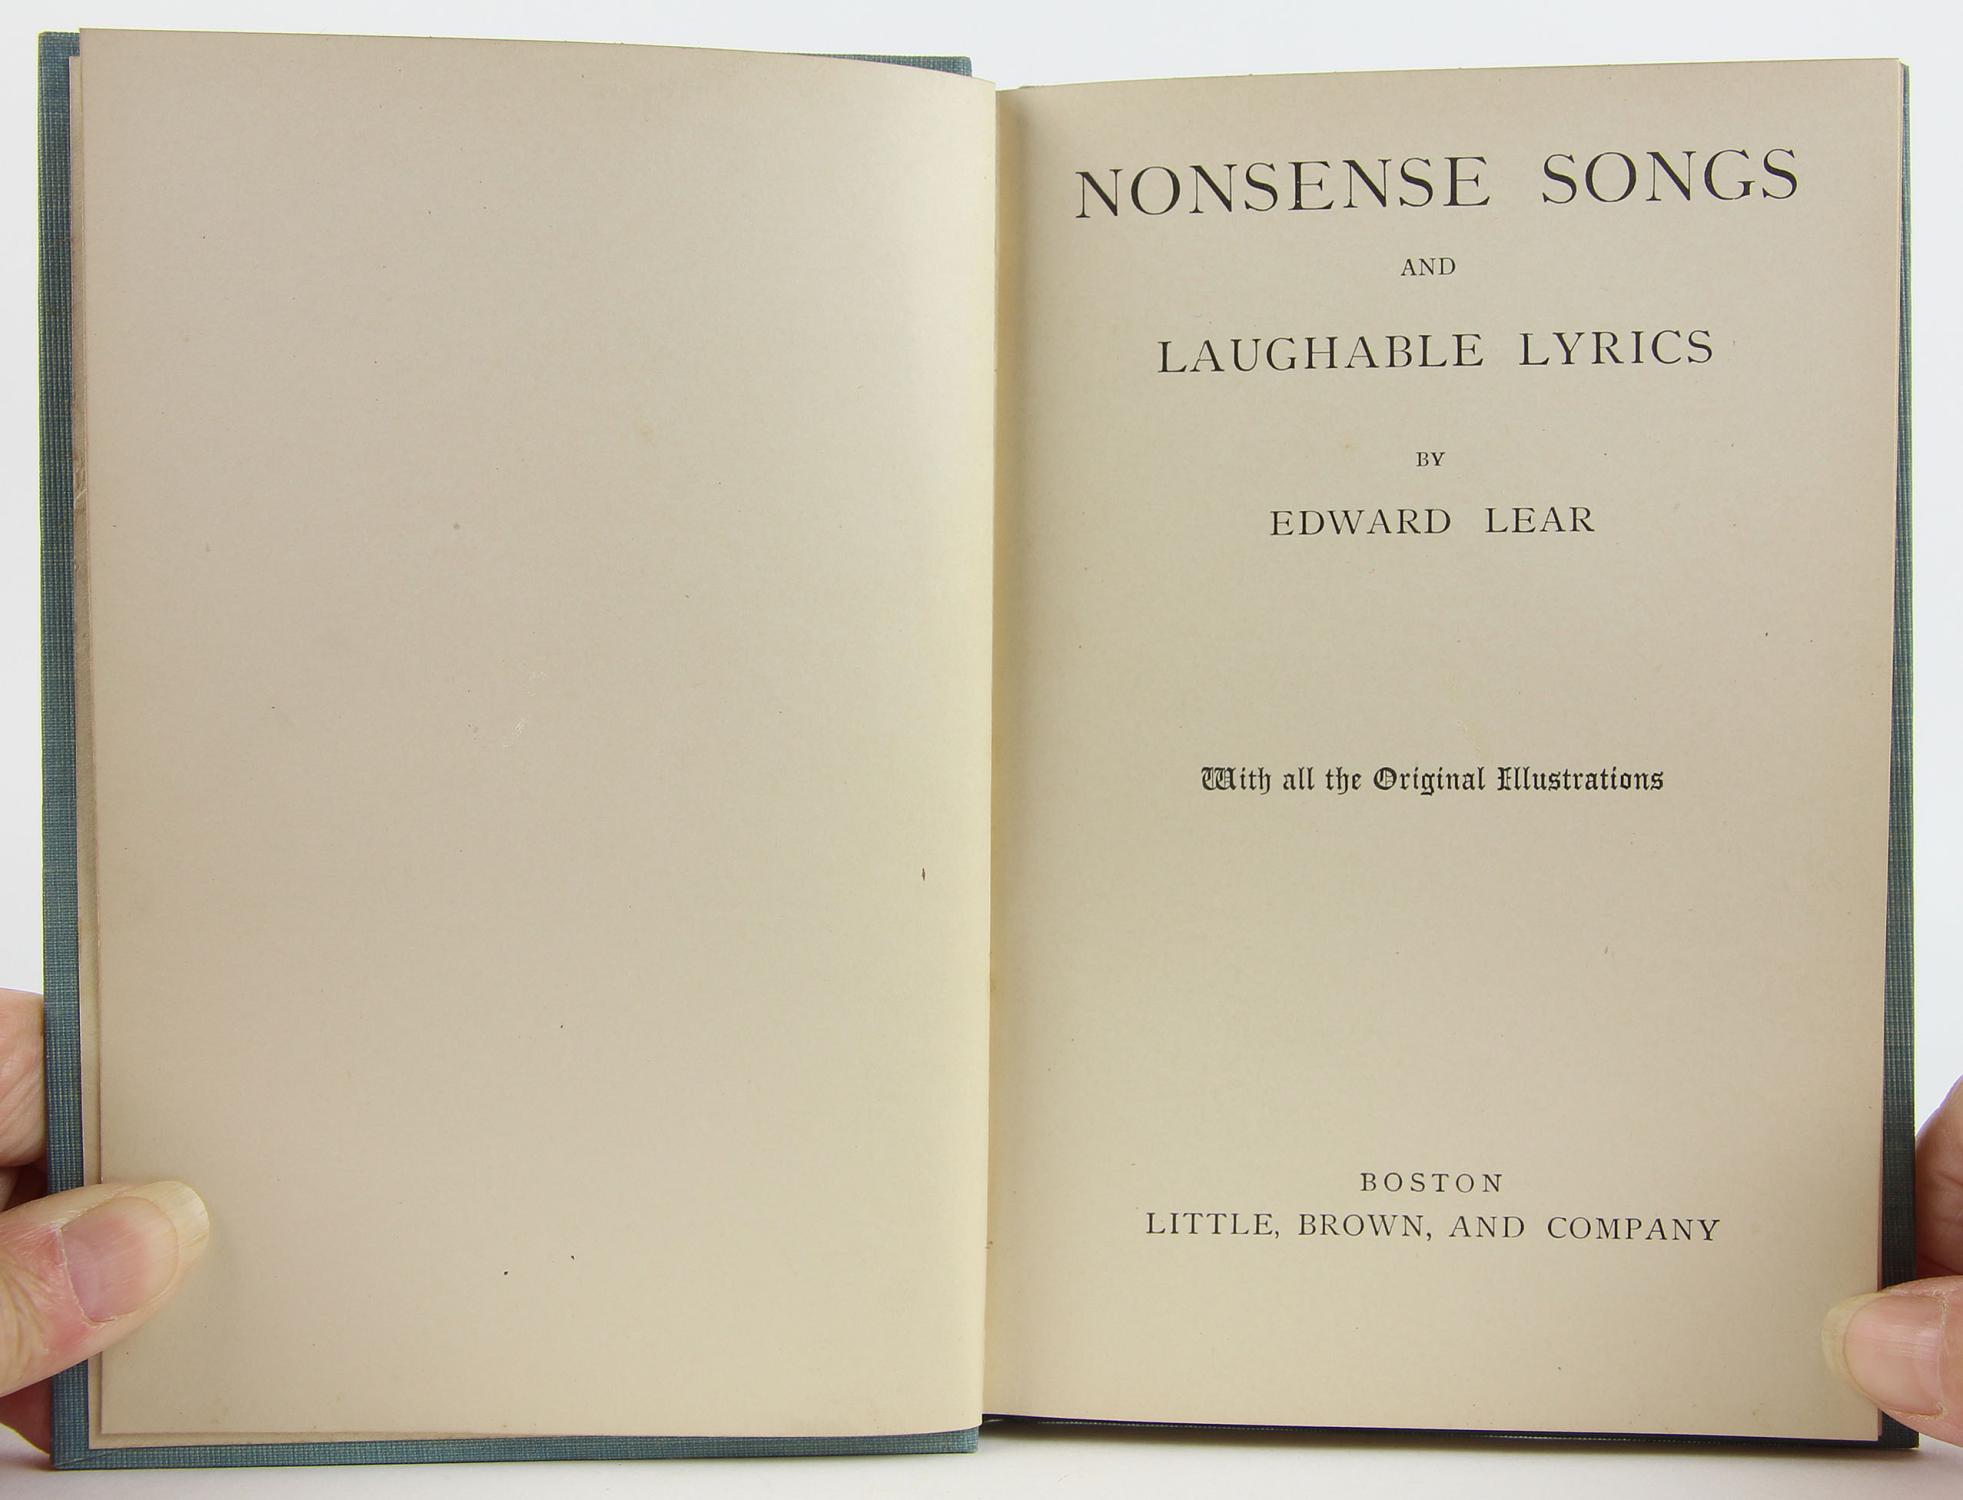 NONSENSE SONGS
AND
LAUGHABLE LYRICS
BY
EDWARD LEAR
With all the Original Illustrations
BOSTON
LITTLE, BROWN, AND COMPANY